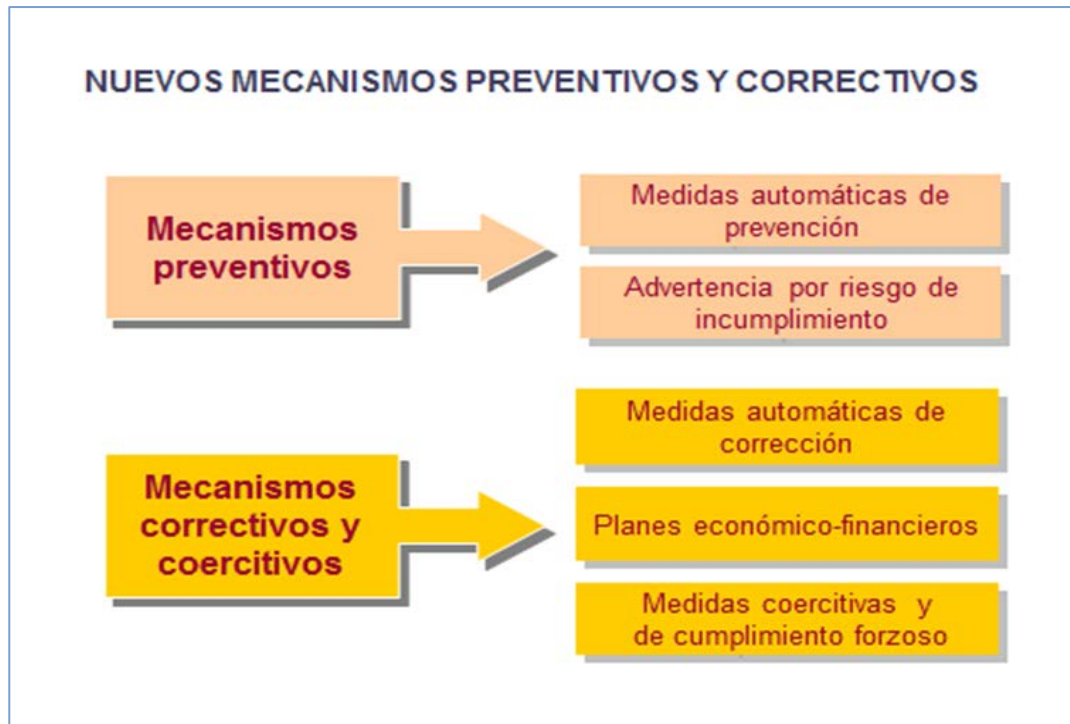 NUEVOS MECANISMOS PREVENTIVOS Y CORRECTIVOS
Mecanismos
preventivos
Medidas automáticas de
prevención
Advertencia por riesgo de
incumplimiento
Mecanismos
correctivos y
coercitivos
Medidas automáticas de
corrección
Planes económico-financieros
Medidas coercitivas y
de cumplimiento forzoso